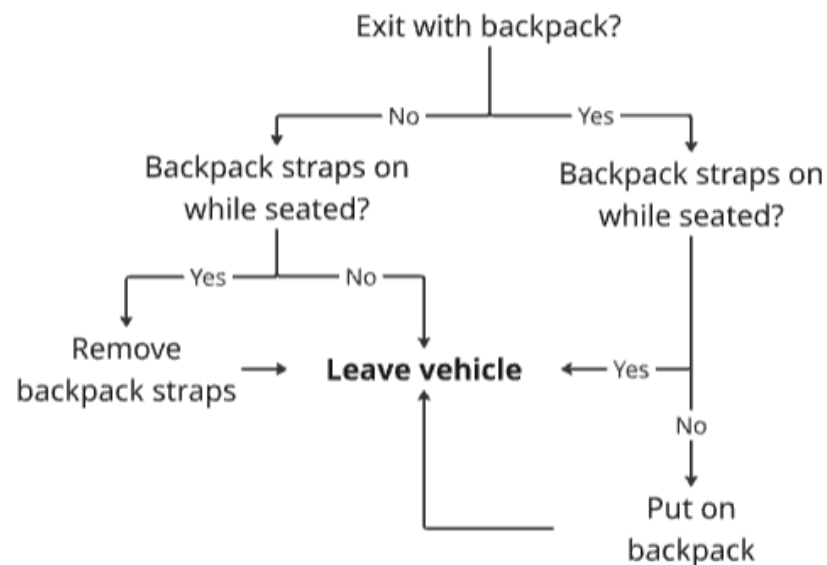 Exit with backpack?
No
Yes
Backpack straps on
while seated?
Backpack straps on
while seated?
Yes
No
Remove
backpack straps
Leave vehicle
Yes
No
Put on
backpack